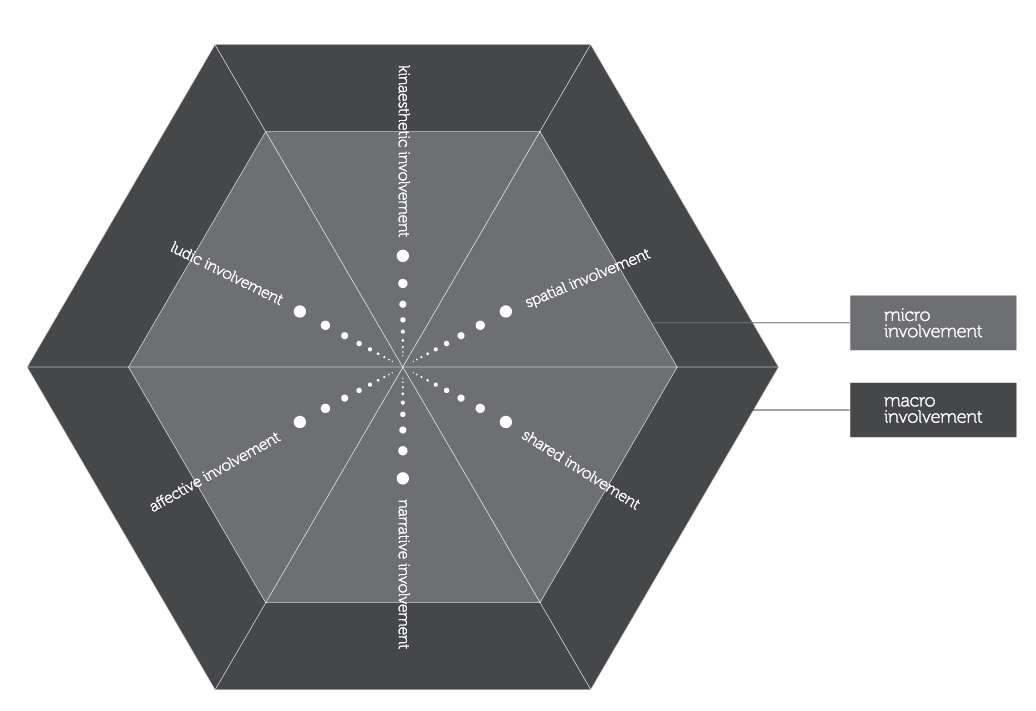 kinaesthetic involvement
ludic involvement
spatial involvement
micro
involvement
macro
involvement
affective involvement
shared involvement
narrative involvement